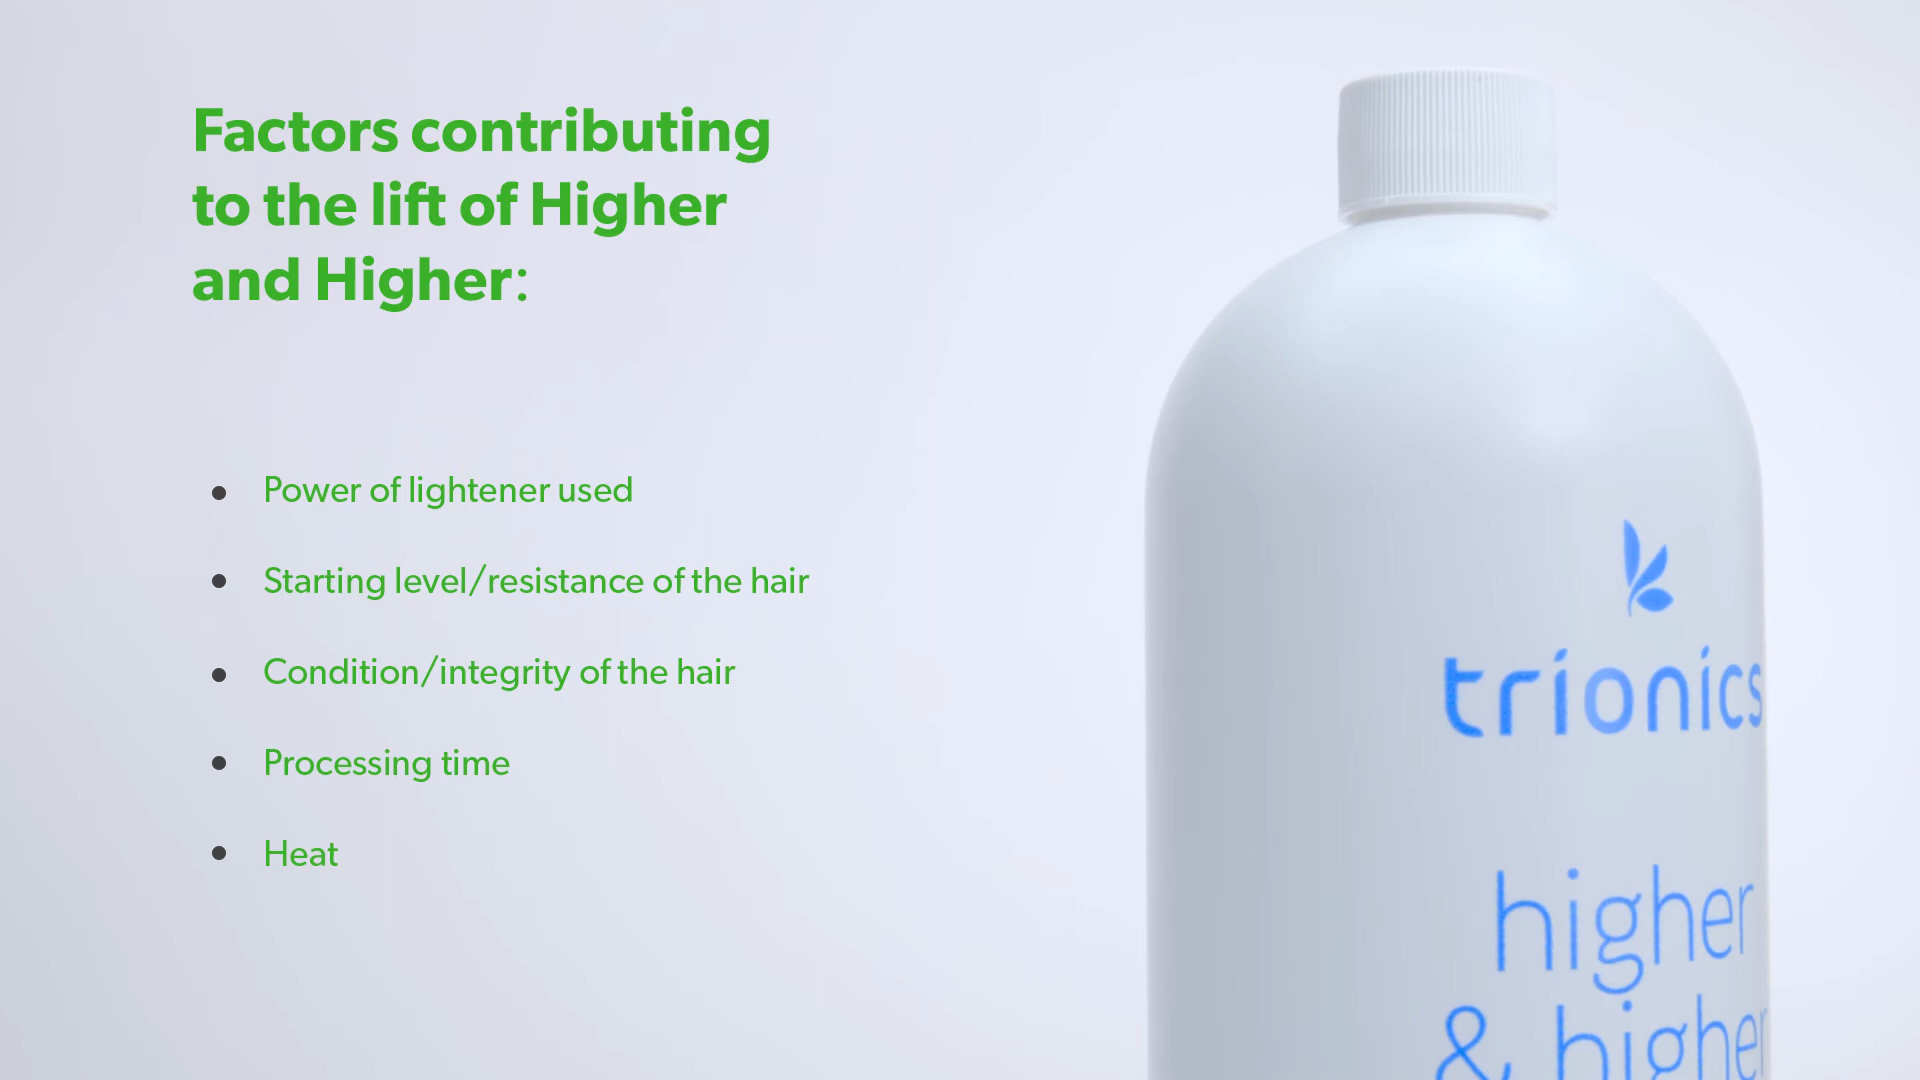 Factors contributing
to the lift of Higher
and Higher:
● Power of lightener used
● Starting level/resistance of the hair
● Condition/integrity of the hair
● Processing time
● Heat
trionics
higher
& higher